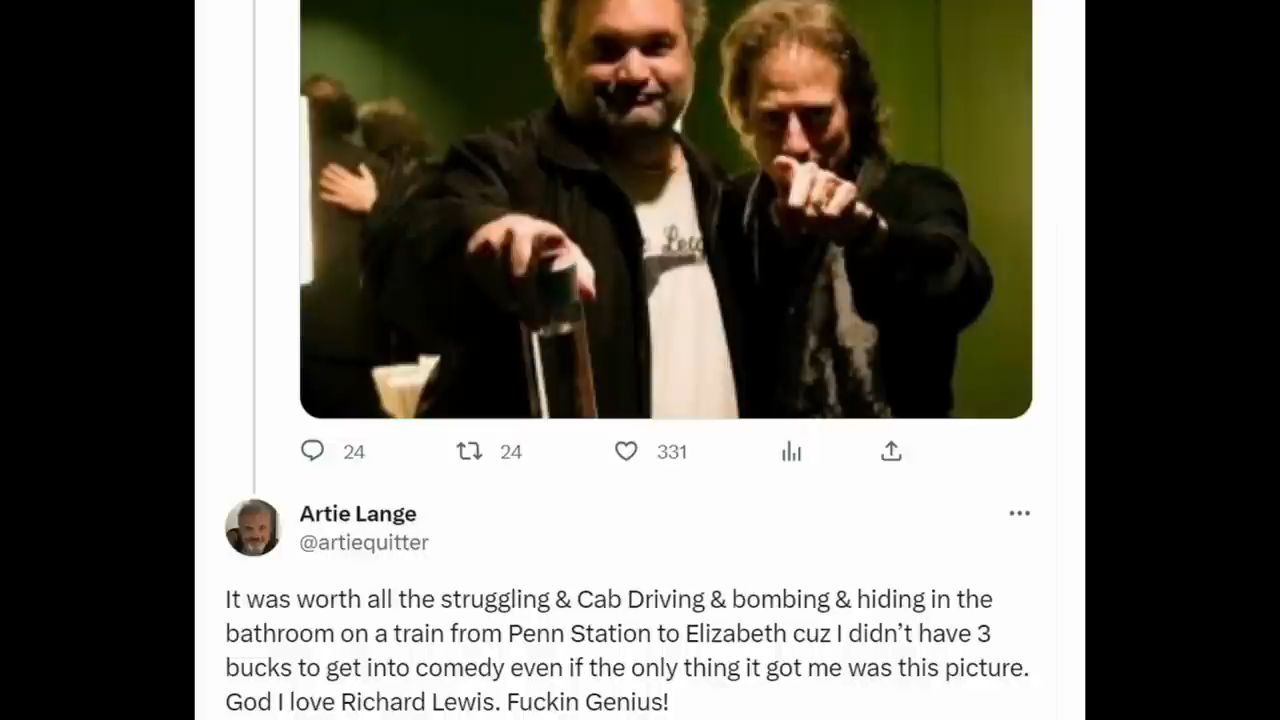 24
24
331
Artie Lange
@artiequitter
It was worth all the struggling & Cab Driving & bombing & hiding in the
bathroom on a train from Penn Station to Elizabeth cuz I didn’t have 3
bucks to get into comedy even if the only thing it got me was this picture.
God I love Richard Lewis. Fuckin Genius!